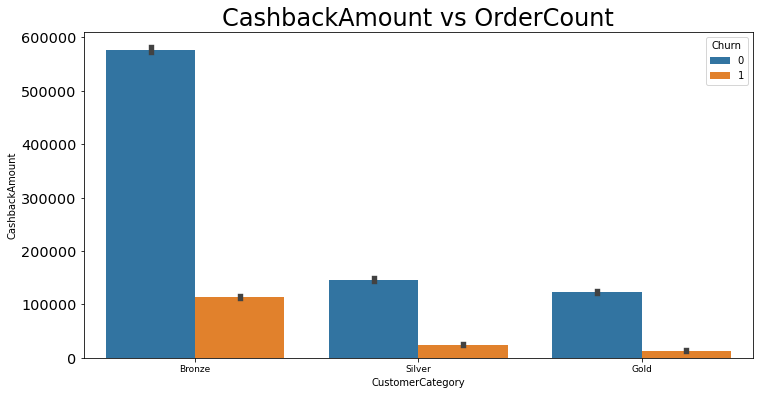 CashbackAmount vs OrderCount
Churn
0
1
600000
500000
400000
300000
200000
100000
0
CashbackAmount
Bronze
Silver
Gold
CustomerCategory